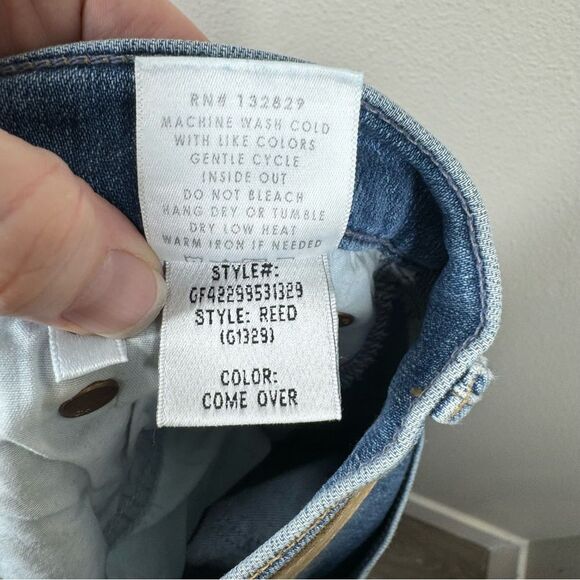 RN# 132829
MACHINE WASH COLD
WITH LIKE COLORS
GENTLE CYCLE
INSIDE OUT
DO NOT BLEACH
HANG DRY OR TUMBLE
DRY LOW HEAT
WARM IRON IF NEEDED
STYLE#:
GF42299531329
STYLE: REED
(G1329)
COLOR:
COME OVER